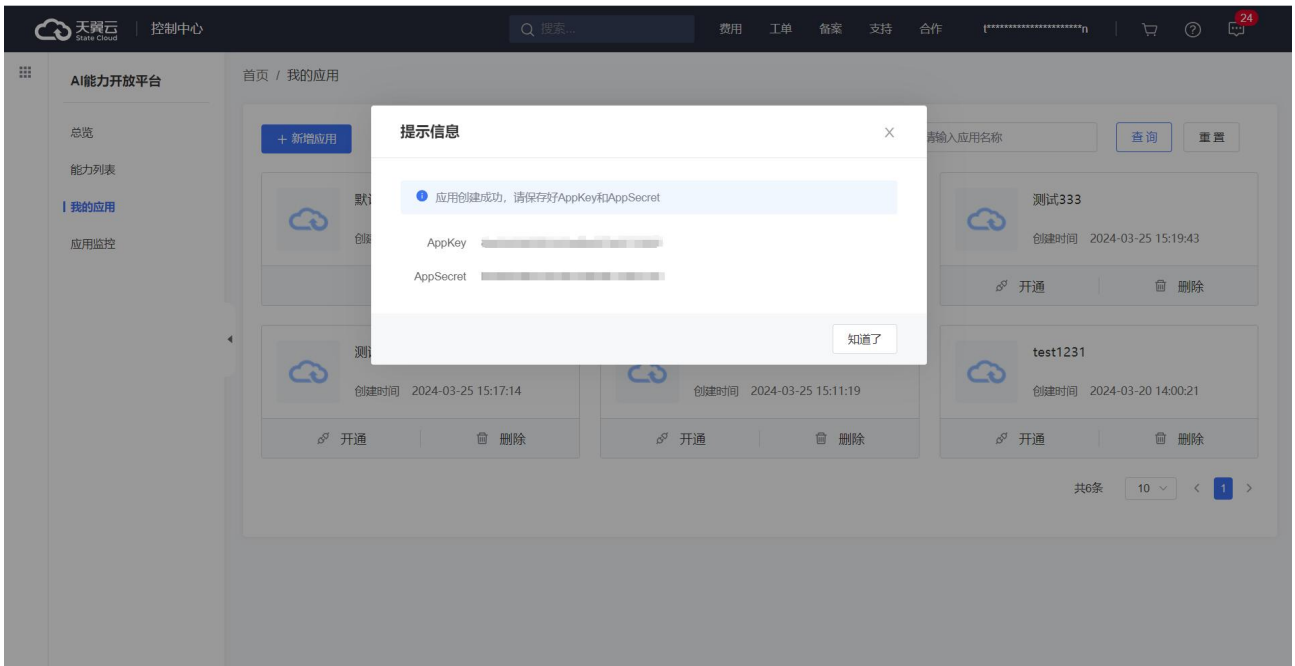 天翼云 State Cloud 控制中心 搜索... 费用 工单 备案 支持 合作 t**********************n 24
AI能力开放平台
总览
能力列表
我的应用
应用监控
首页 / 我的应用
+ 新增应用
请输入应用名称 查询 重置
提示信息
应用创建成功，请保存好AppKey和AppSecret
AppKey
AppSecret
知道了
测试333
创建时间 2024-03-25 15:19:43
开通 删除
创建时间 2024-03-25 15:17:14
开通 删除
创建时间 2024-03-25 15:11:19
开通 删除
test1231
创建时间 2024-03-20 14:00:21
开通 删除
共6条 10 < 1 >